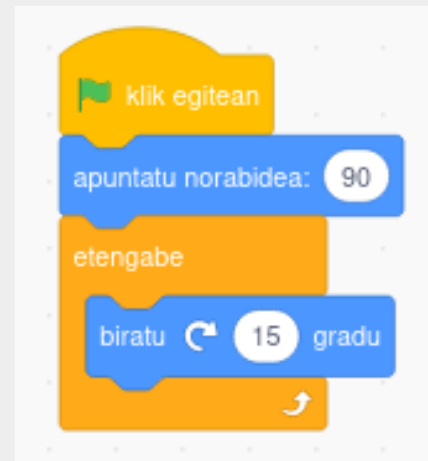 klik egitean
apuntatu norabidea: 90
etengabe
biratu 15 gradu